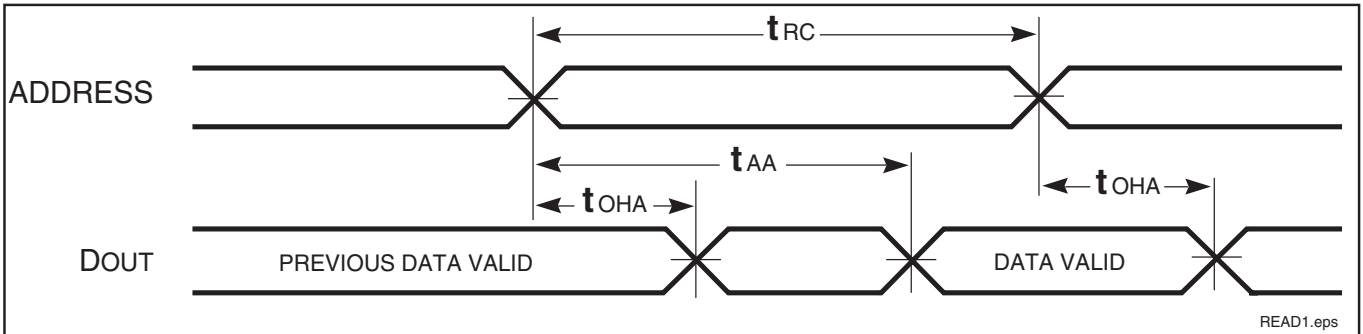 tRC
ADDRESS
tAA
tOHA
tOHA
DOUT
PREVIOUS DATA VALID
DATA VALID
READ1.eps